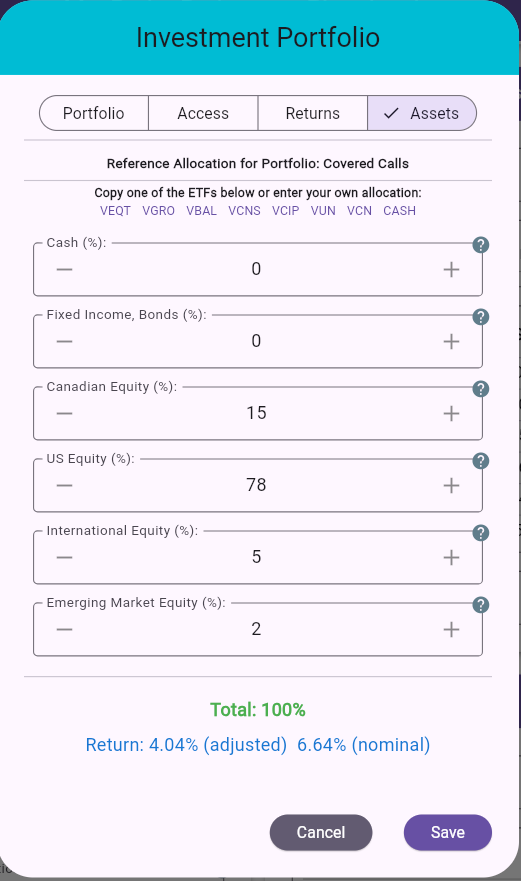 Investment Portfolio
Portfolio Access Returns Assets
Reference Allocation for Portfolio: Covered Calls
Copy one of the ETFs below or enter your own allocation:
VEQT VGRO VBAL VCNS VCIP VUN VCN CASH
Cash (%): ?
0
Fixed Income, Bonds (%): ?
0
Canadian Equity (%): ?
15
US Equity (%): ?
78
International Equity (%): ?
5
Emerging Market Equity (%): ?
2
Total: 100%
Return: 4.04% (adjusted) 6.64% (nominal)
Cancel Save